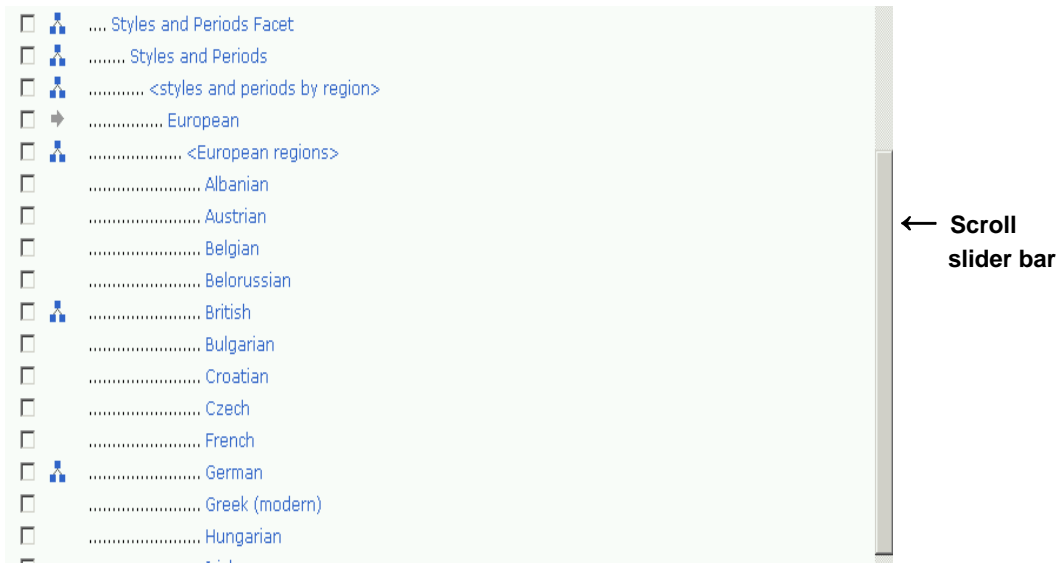 .... Styles and Periods Facet
........ Styles and Periods
............ <styles and periods by region>
................ European
.................... <European regions>
........................ Albanian
........................ Austrian
........................ Belgian
........................ Belorussian
........................ British
........................ Bulgarian
........................ Croatian
........................ Czech
........................ French
........................ German
........................ Greek (modern)
........................ Hungarian
← Scroll
slider bar